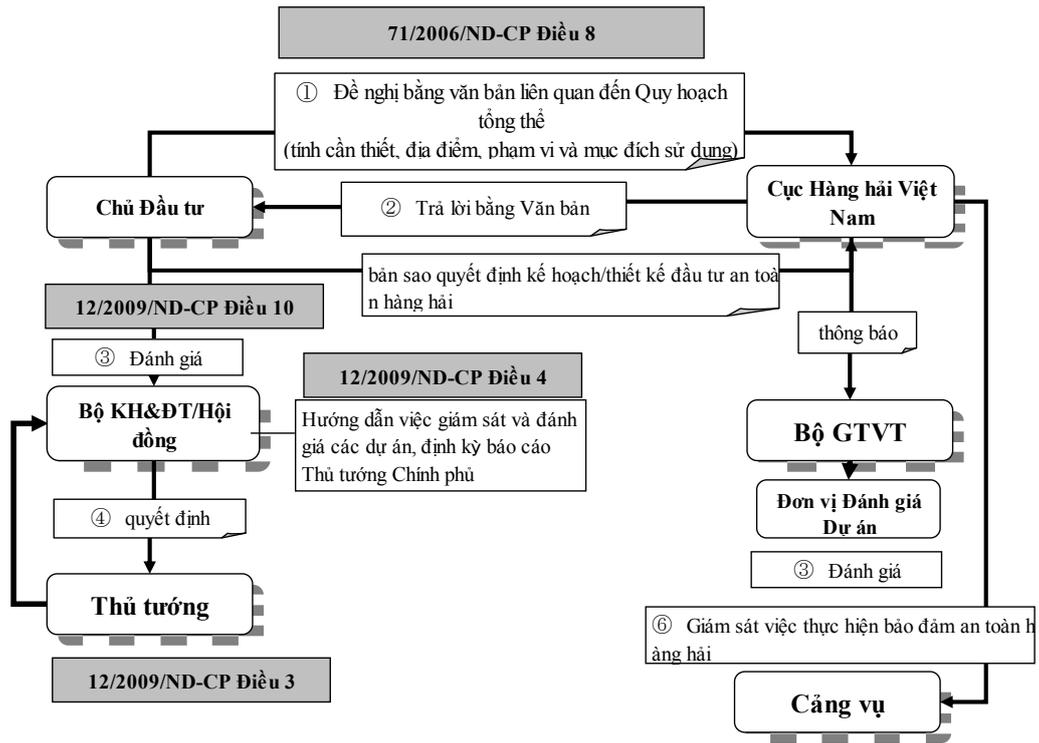 71/2006/ND-CP Điều 8
① Đề nghị bằng văn bản liên quan đến Quy hoạch
tổng thể
(tính cần thiết, địa điểm, phạm vi và mục đích sử dụng)
Chủ Đầu tư
② Trả lời bằng Văn bản
Cục Hàng hải Việt
Nam
bản sao quyết định kế hoạch/thiết kế đầu tư an toà
n hàng hải
12/2009/ND-CP Điều 10
thông báo
③ Đánh giá
12/2009/ND-CP Điều 4
Bộ KH&ĐT/Hội
đồng
Hướng dẫn việc giám sát và đánh
giá các dự án, định kỳ báo cáo
Thủ tướng Chính phủ
Bộ GTVT
④ quyết định
Đơn vị Đánh giá
Dự án
③ Đánh giá
Thủ tướng
⑥ Giám sát việc thực hiện bảo đảm an toàn h
àng hải
12/2009/ND-CP Điều 3
Cảng vụ